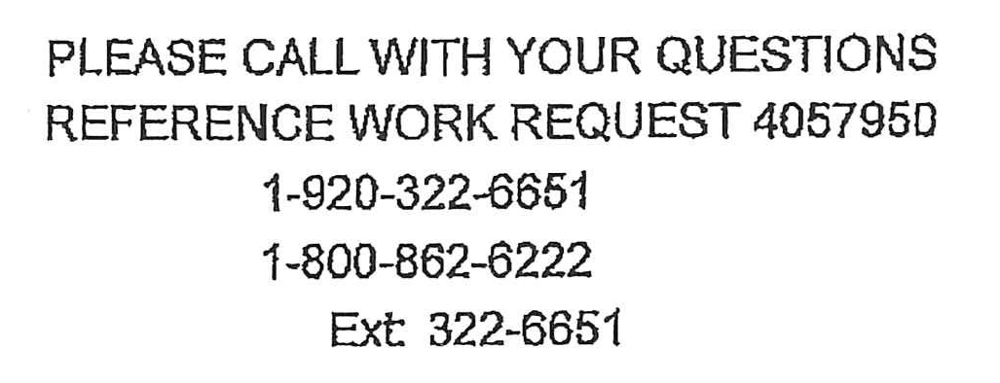 PLEASE CALL WITH YOUR QUESTIONS
REFERENCE WORK REQUEST 4057950
1-920-322-6651
1-800-862-6222
Ext 322-6651